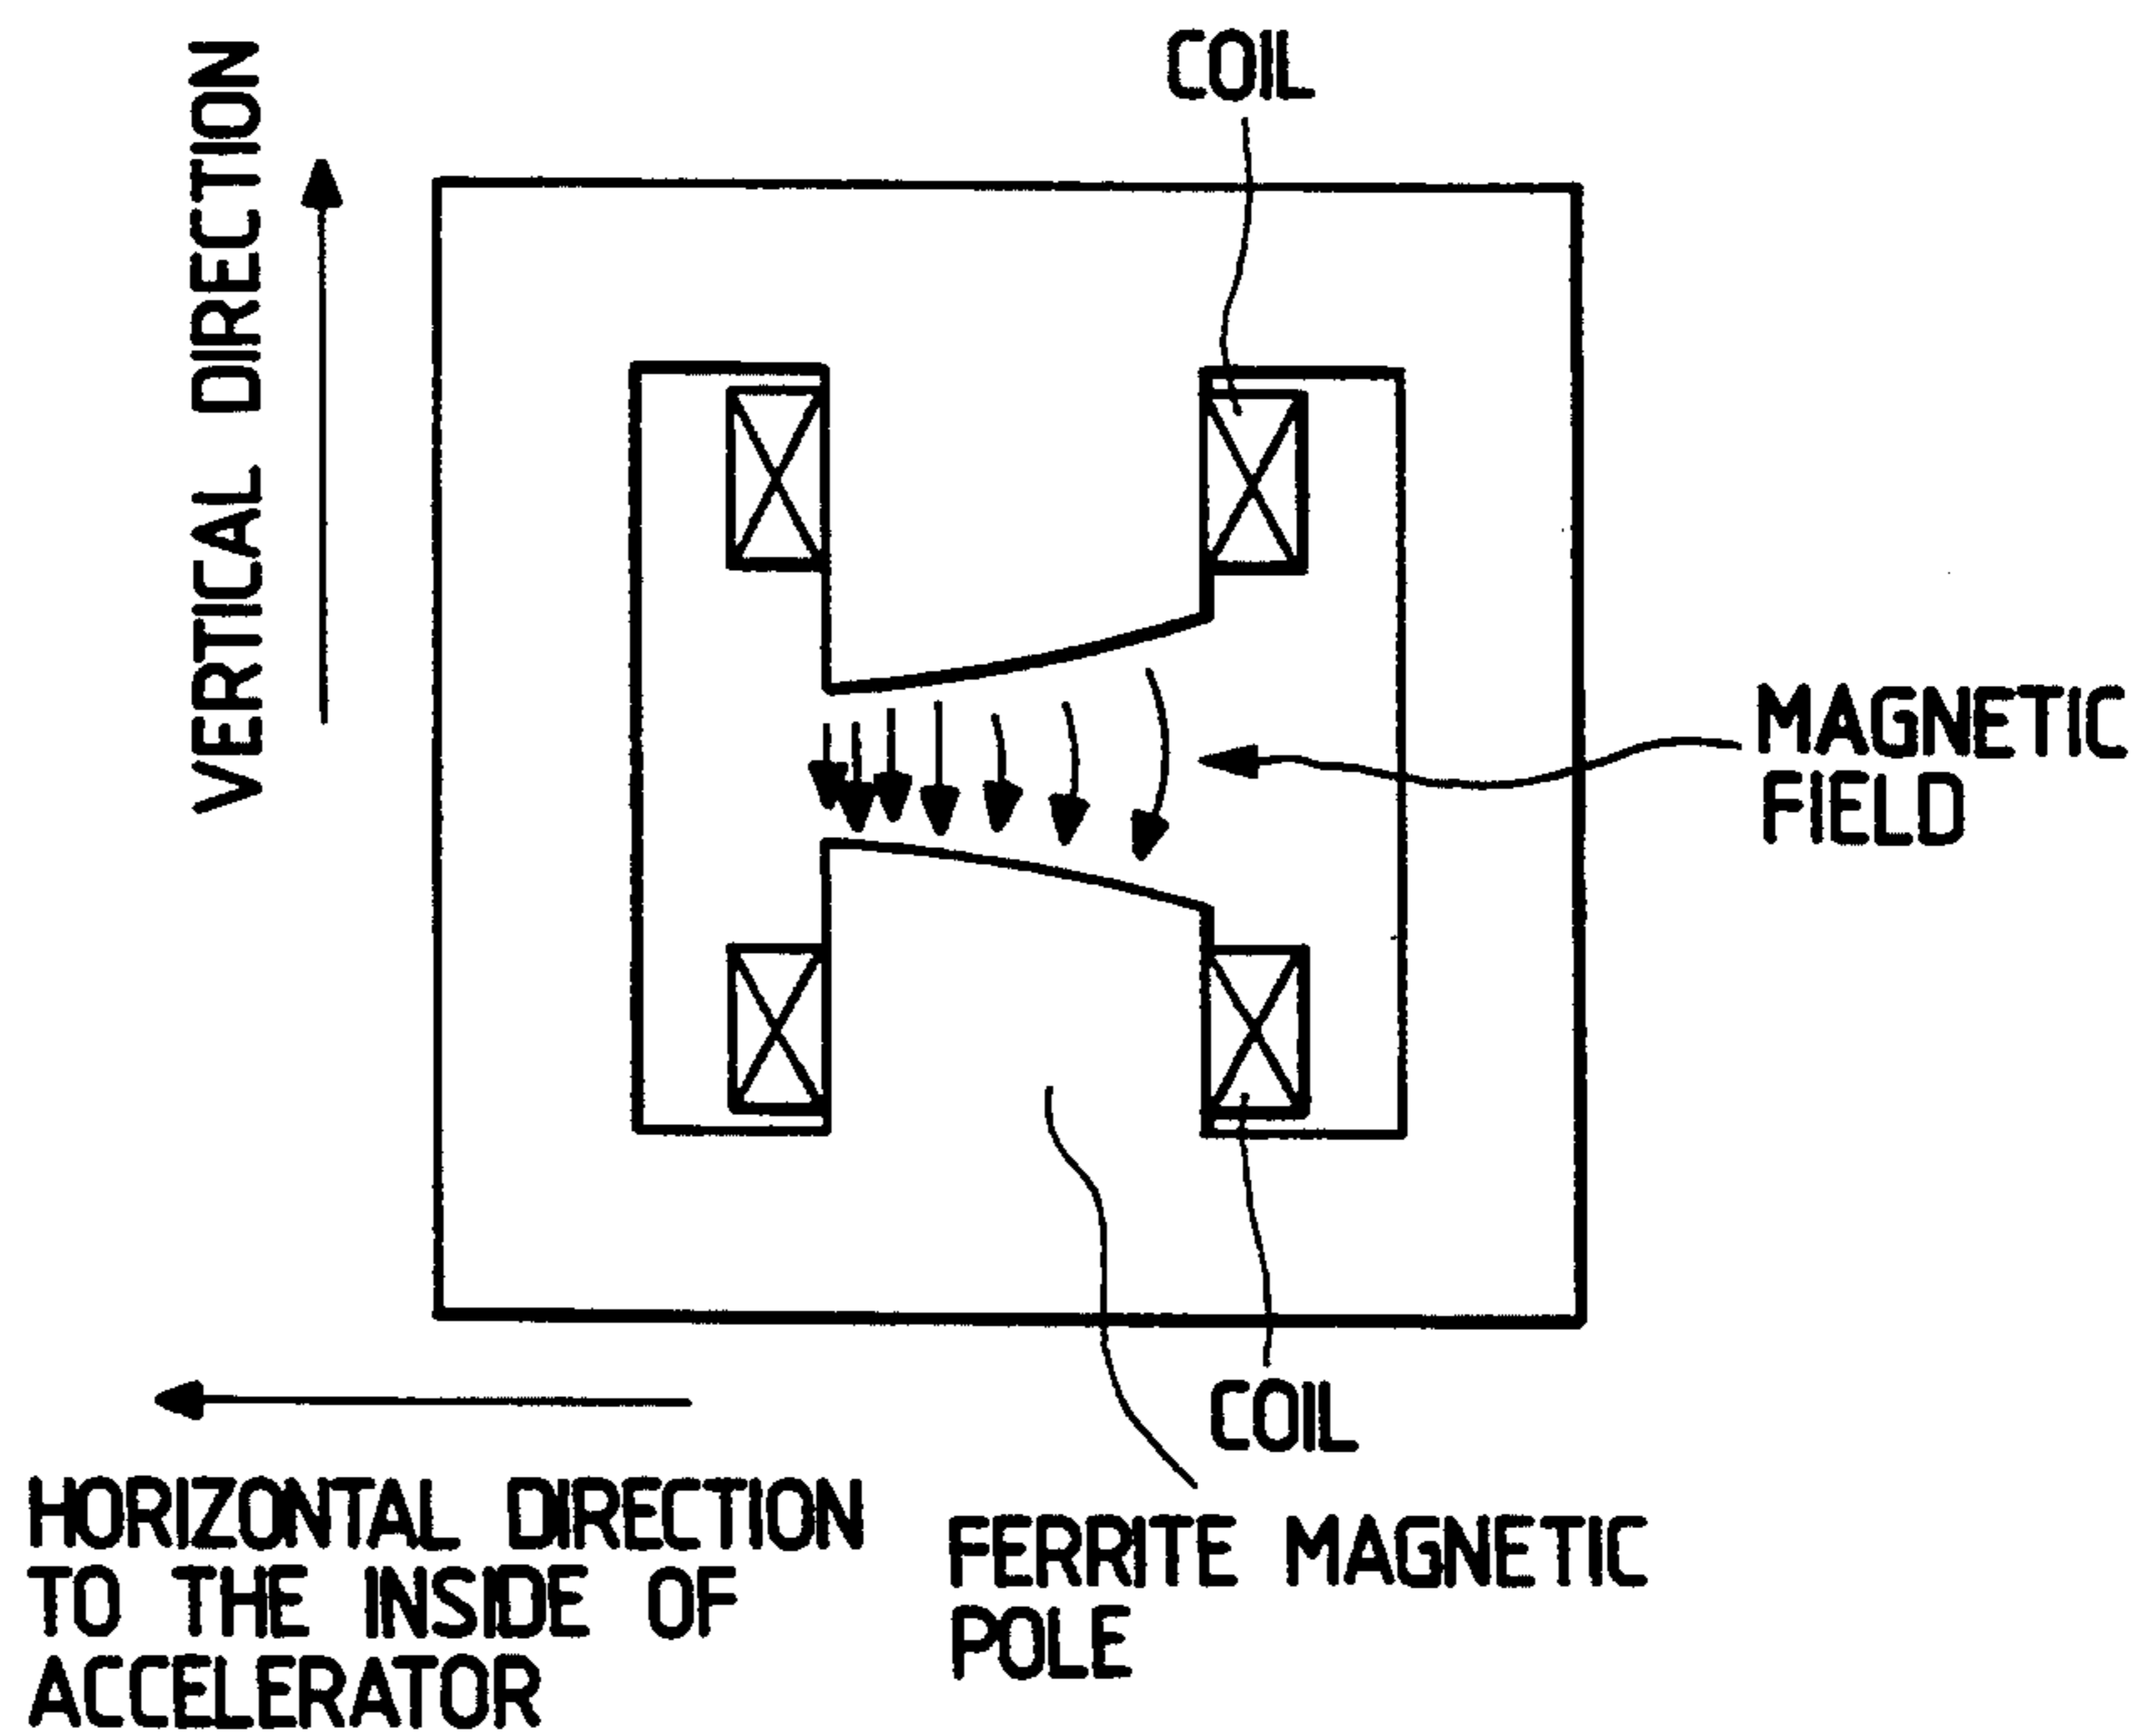 COIL
VERTICAL DIRECTION
MAGNETIC
FIELD
COIL
HORIZONTAL DIRECTION
TO THE INSIDE OF
ACCELERATOR
FERRITE MAGNETIC
POLE